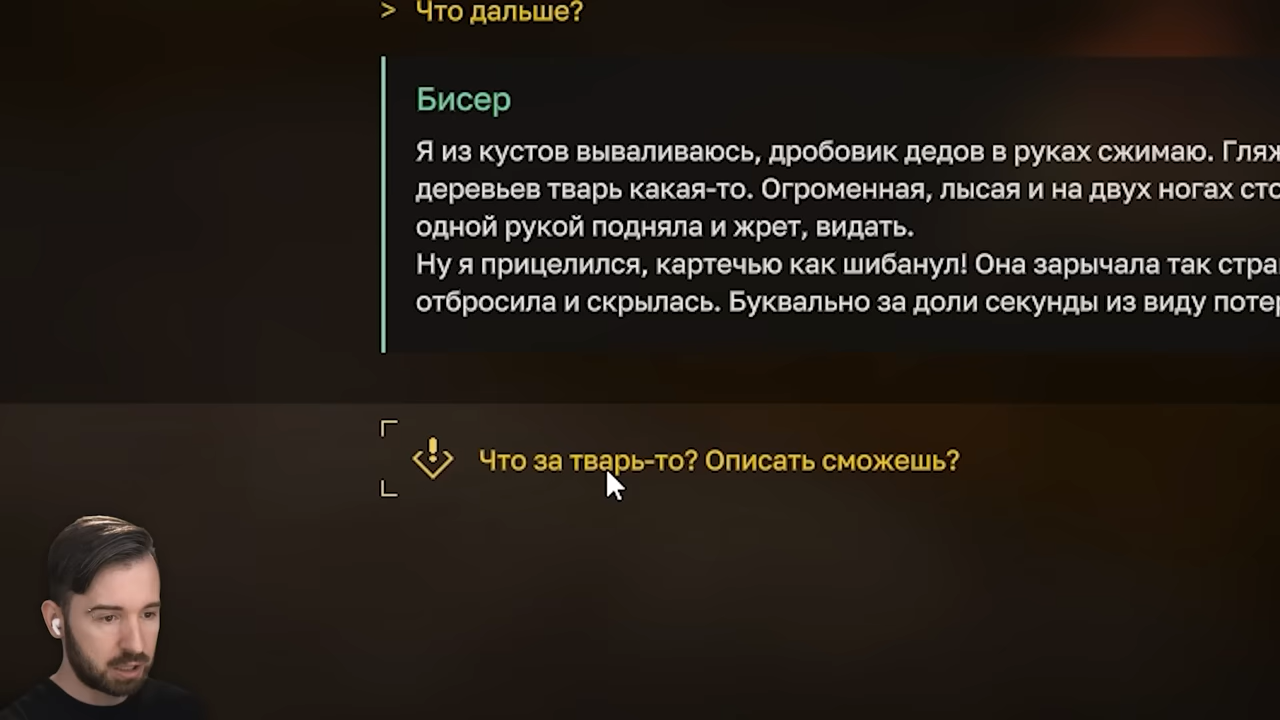 > Что дальше?
Бисер
Я из кустов вываливаюсь, дробовик дедов в руках сжимаю.
деревьев тварь какая-то. Огроменная, лысая и на двух ногах
одной рукой подняла и жрет, видать.
Ну я прицелился, картечью как шибанул! Она зарычала так
отбросила и скрылась. Буквально за доли секунды из виду
Что за тварь-то? Описать сможешь?